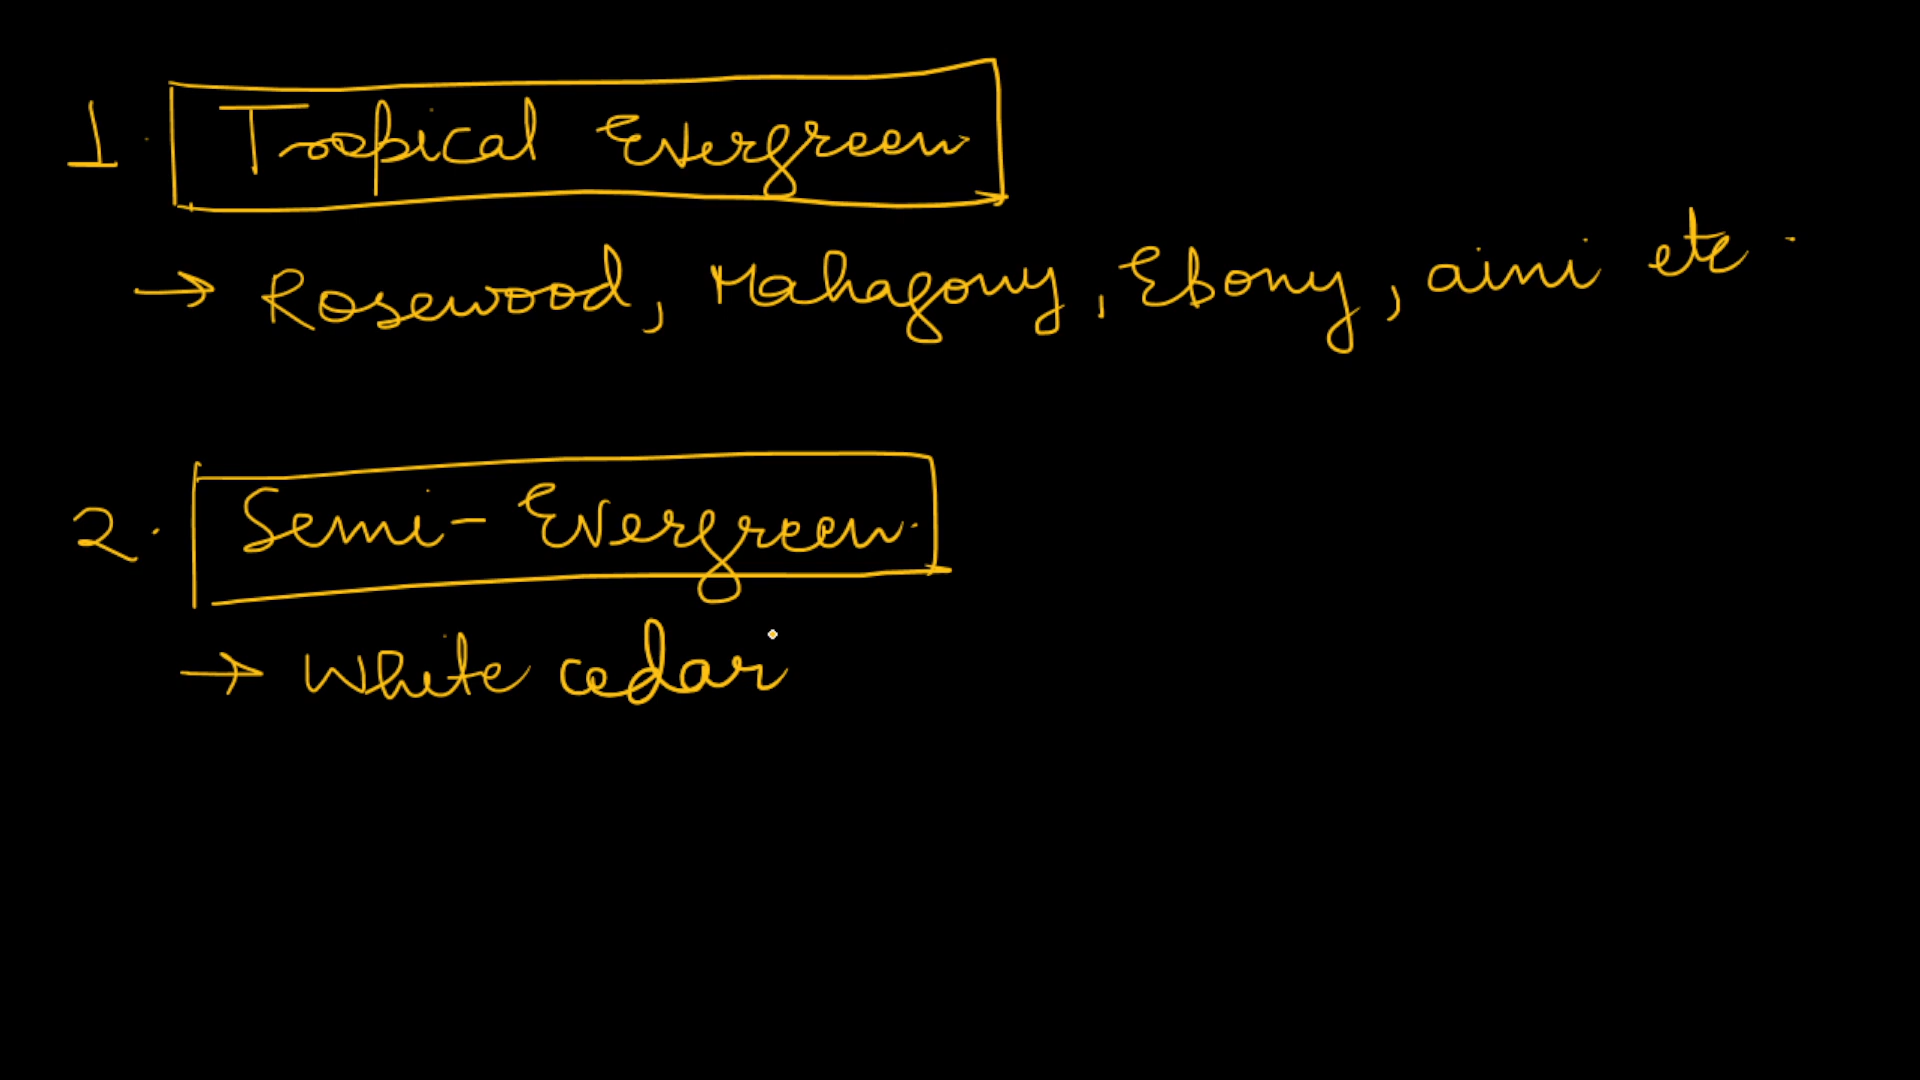 1. Tropical Evergreen
→ Rosewood, Mahagony, Ebony, aini etc.
2. Semi-Evergreen.
→ White cedar